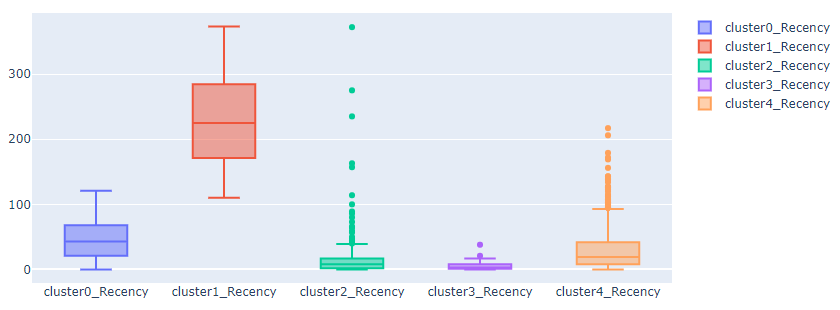 300
200
100
0
cluster0_Recency
cluster1_Recency
cluster2_Recency
cluster3_Recency
cluster4_Recency
cluster0_Recency
cluster1_Recency
cluster2_Recency
cluster3_Recency
cluster4_Recency